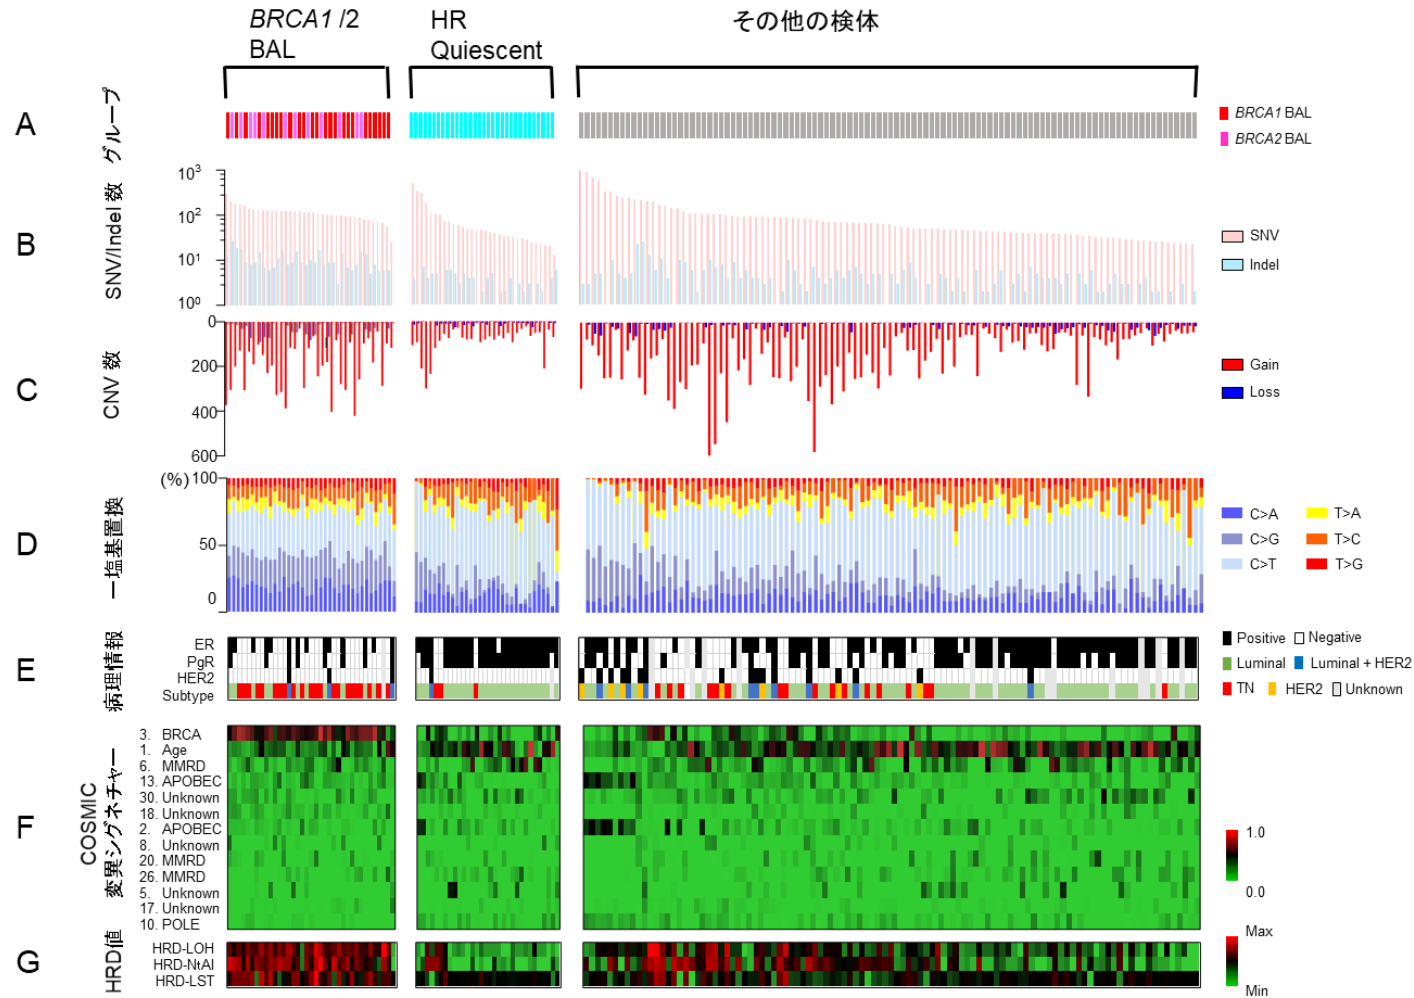 BRCA1 /2
BAL
HR
Quiescent
その他の検体
A
グループ
BRCA1 BAL
BRCA2 BAL
B
SNV/Indel 数
10³
10²
10¹
10⁰
SNV
Indel
C
CNV 数
0
200
400
600
Gain
Loss
D
一塩基置換
(%)
100
50
0
C>A
T>A
C>G
T>C
C>T
T>G
E
病理情報
ER
PgR
HER2
Subtype
Positive
Negative
Luminal
Luminal + HER2
TN
HER2
Unknown
F
COSMIC
変異シグネチャー
3. BRCA
1. Age
6. MMRD
13. APOBEC
30. Unknown
18. Unknown
2. APOBEC
8. Unknown
20. MMRD
26. MMRD
5. Unknown
17. Unknown
10. POLE
1.0
0.0
G
HRD値
HRD-LOH
HRD-NtAI
HRD-LST
Max
Min